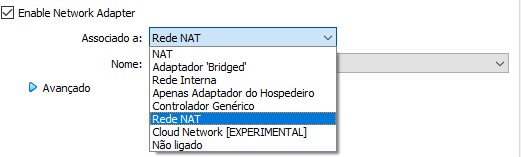 Enable Network Adapter
Associado a: Rede NAT
NAT
Adaptador 'Bridged'
Nome:
Rede Interna
Apenas Adaptador do Hospedeiro
Avançado
Controlador Genérico
Rede NAT
Cloud Network [EXPERIMENTAL]
Não ligado